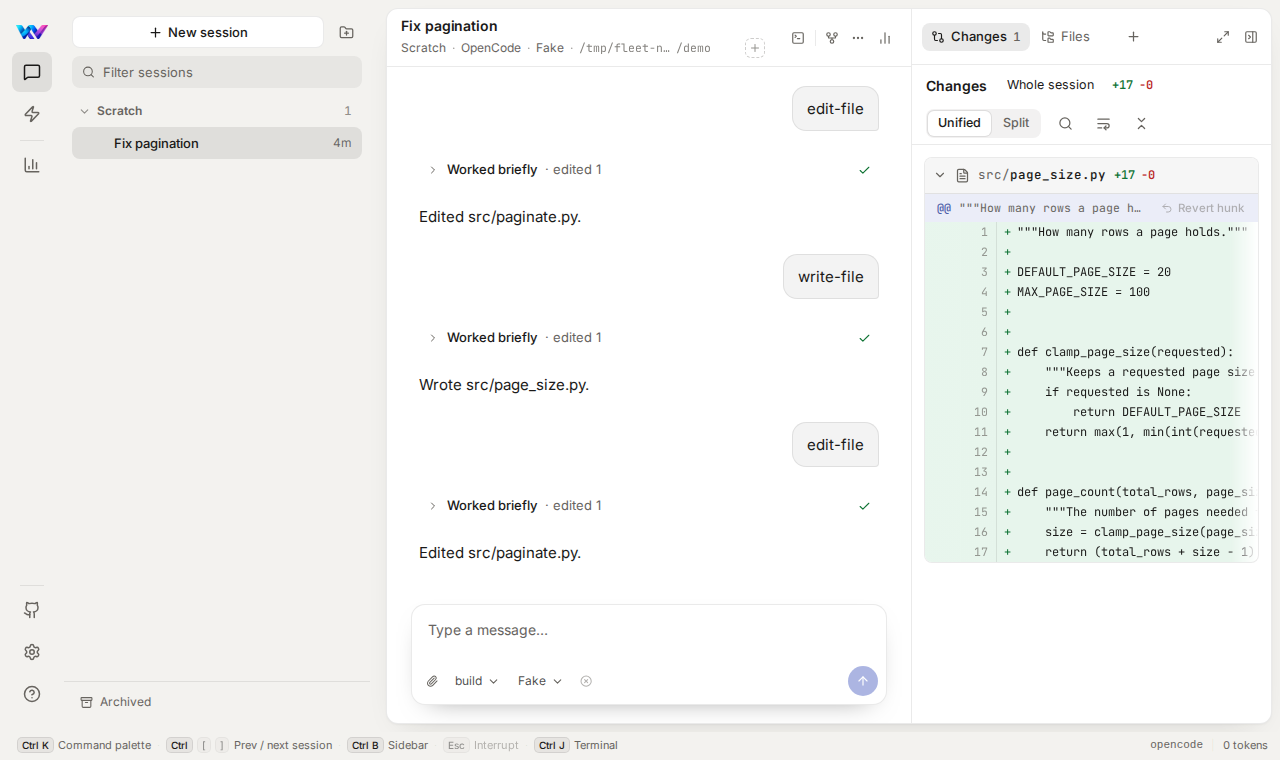 New session
Filter sessions
Scratch 1
Fix pagination 4m
Archived
Fix pagination
Scratch · OpenCode · Fake · /tmp/fleet-n… /demo
edit-file
Worked briefly · edited 1
Edited src/paginate.py.
write-file
Worked briefly · edited 1
Wrote src/page_size.py.
edit-file
Worked briefly · edited 1
Edited src/paginate.py.
Type a message...
build Fake
Changes 1 Files
Changes Whole session +17 -0
Unified Split
src/page_size.py +17 -0
@@ """How many rows a page h… Revert hunk
1 + """How many rows a page holds."""
2 +
3 + DEFAULT_PAGE_SIZE = 20
4 + MAX_PAGE_SIZE = 100
5 +
6 +
7 + def clamp_page_size(requested):
8 + """Keeps a requested page size
9 + if requested is None:
10 + return DEFAULT_PAGE_SIZE
11 + return max(1, min(int(requeste
12 +
13 +
14 + def page_count(total_rows, page_si
15 + """The number of pages needed
16 + size = clamp_page_size(page_si
17 + return (total_rows + size - 1)
Ctrl K Command palette Ctrl [ ] Prev / next session Ctrl B Sidebar Esc Interrupt Ctrl J Terminal opencode 0 tokens